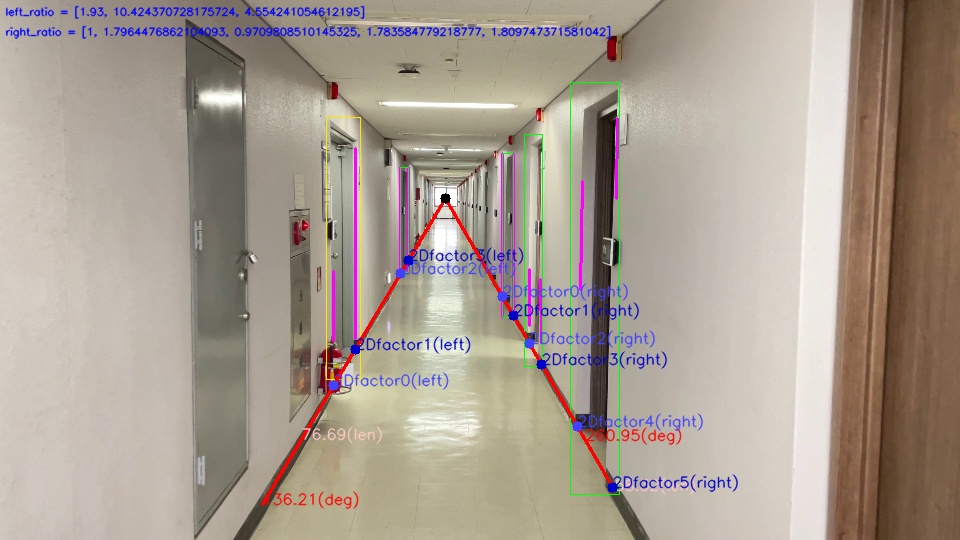 left_ratio = [1.93, 10.424370728175724, 4.554241054612195]
right_ratio = [1, 1.7964476862104093, 0.9709808510145325, 1.783584779218777, 1.809747371581042]
2Dfactor3(left)
2Dfactor2(left)
2Dfactor0(right)
2Dfactor1(right)
2Dfactor2(right)
2Dfactor1(left)
2Dfactor3(right)
2Dfactor0(left)
2Dfactor4(right)
76.69(len)
260.95(deg)
2Dfactor5(right)
36.21(deg)